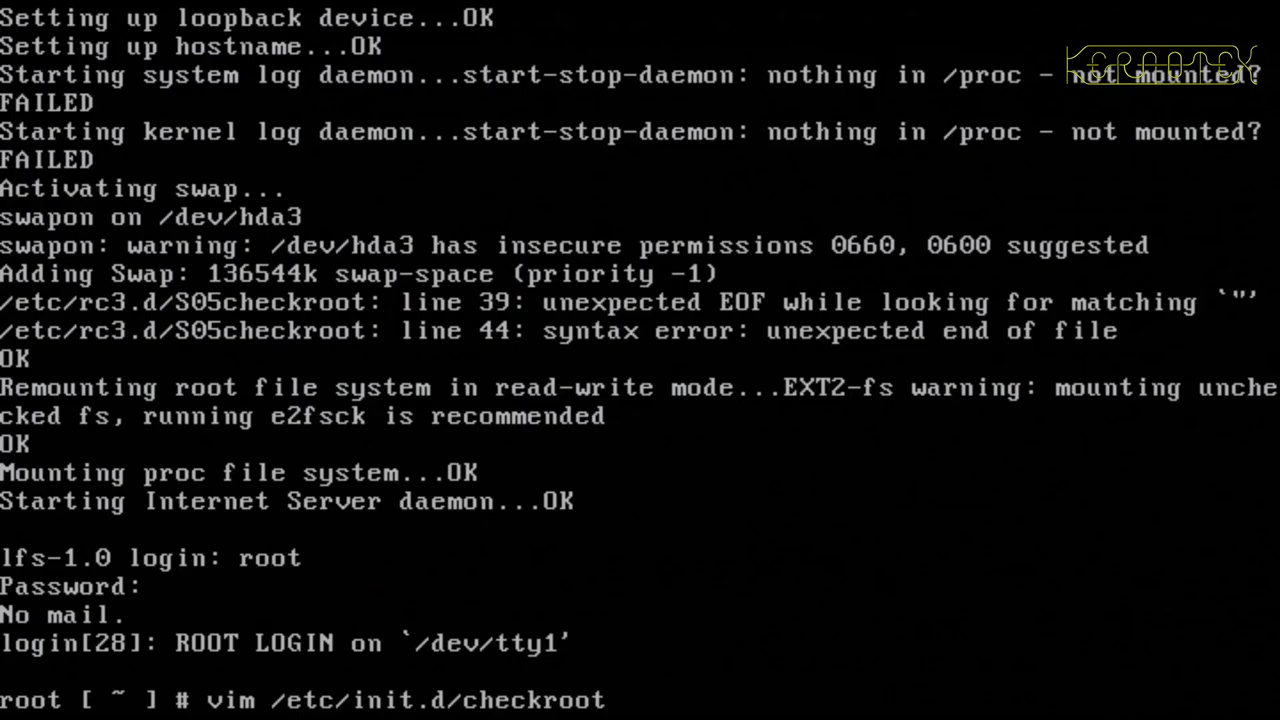 Setting up loopback device...OK
Setting up hostname...OK
KERNOTEX
Starting system log daemon...start-stop-daemon: nothing in /proc - not mounted?
FAILED
Starting kernel log daemon...start-stop-daemon: nothing in /proc - not mounted?
FAILED
Activating swap...
swapon on /dev/hda3
swapon: warning: /dev/hda3 has insecure permissions 0660, 0600 suggested
Adding Swap: 136544k swap-space (priority -1)
/etc/rc3.d/S05checkroot: line 39: unexpected EOF while looking for matching `"'
/etc/rc3.d/S05checkroot: line 44: syntax error: unexpected end of file
OK
Remounting root file system in read-write mode...EXT2-fs warning: mounting unche
cked fs, running e2fsck is recommended
OK
Mounting proc file system...OK
Starting Internet Server daemon...OK
lfs-1.0 login: root
Password:
No mail.
login[28]: ROOT LOGIN on `/dev/tty1'
root [ ~ ] # vim /etc/init.d/checkroot